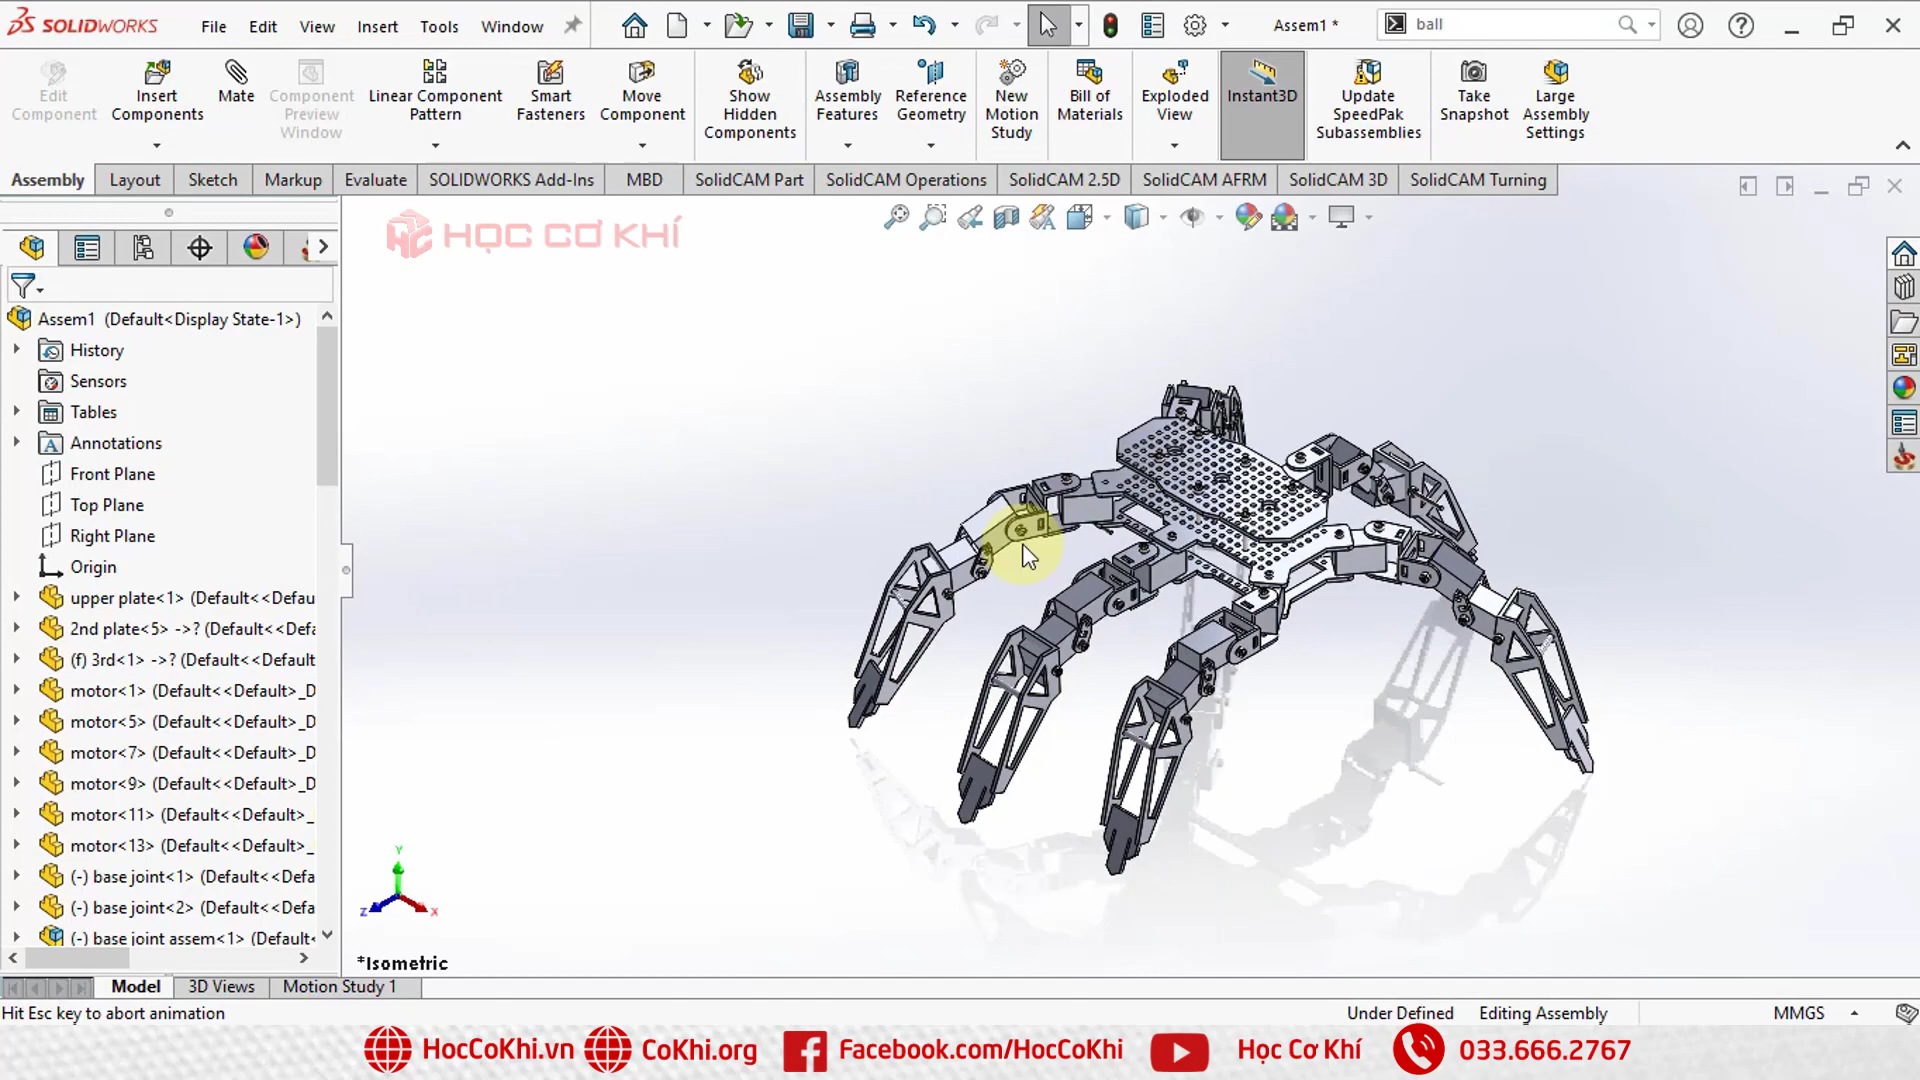 SOLIDWORKS File Edit View Insert Tools Window Assem1 * ball
Edit Component
Insert Components
Mate
Component Preview Window
Linear Component Pattern
Smart Fasteners
Move Component
Show Hidden Components
Assembly Features
Reference Geometry
New Motion Study
Bill of Materials
Exploded View
Instant3D
Update SpeedPak Subassemblies
Take Snapshot
Large Assembly Settings
Assembly Layout Sketch Markup Evaluate SOLIDWORKS Add-Ins MBD SolidCAM Part SolidCAM Operations SolidCAM 2.5D SolidCAM AFRM SolidCAM 3D SolidCAM Turning
HỌC CƠ KHÍ
Assem1 (Default<Display State-1>)
History
Sensors
Tables
Annotations
Front Plane
Top Plane
Right Plane
Origin
upper plate<1> (Default<<Defau
2nd plate<5> ->? (Default<<Defa
(f) 3rd<1> ->? (Default<<Default
motor<1> (Default<<Default>_D
motor<5> (Default<<Default>_D
motor<7> (Default<<Default>_D
motor<9> (Default<<Default>_D
motor<11> (Default<<Default>_
motor<13> (Default<<Default>_
(-) base joint<1> (Default<<Defa
(-) base joint<2> (Default<<Defa
(-) base joint assem<1> (Default<
Y
Z
X
*Isometric
Model 3D Views Motion Study 1
Hit Esc key to abort animation Under Defined Editing Assembly MMGS
HocCoKhi.vn CoKhi.org Facebook.com/HocCoKhi Học Cơ Khí 033.666.2767